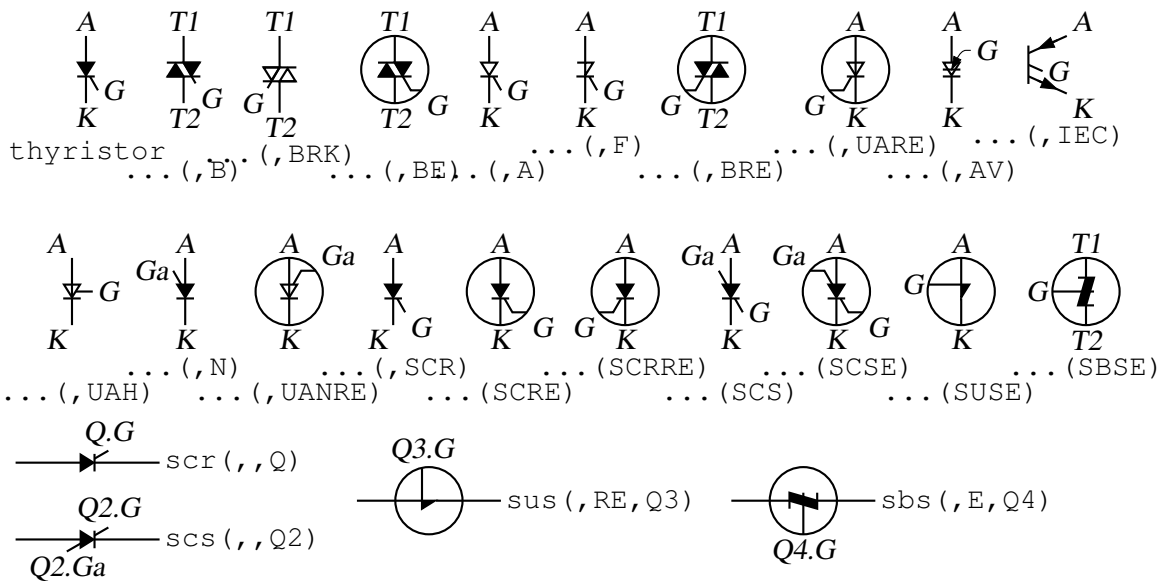 A T1 T1 T1 A A T1 A A A
G G G G G G G G G G
K T2 T2 T2 K K T2 K K K
thyristor ...(,BRK) ...(,F) ...(,UARE) ...(,IEC)
...(,B) ...(,BE) ...(,A) ...(,BRE) ...(,AV)
A A A A A A A A A T1
G Ga Ga G G G Ga Ga G G G
K K K K K K K K K T2
...(,N) ...(,SCR) ...(SCRRE) ...(SCSE) ...(SBSE)
...(,UAH) ...(,UANRE) ...(SCRE) ...(SCS) ...(SUSE)
Q.G
scr(,,Q)
Q2.G
scs(,,Q2)
Q2.Ga
Q3.G
sus(,RE,Q3)
sbs(,E,Q4)
Q4.G